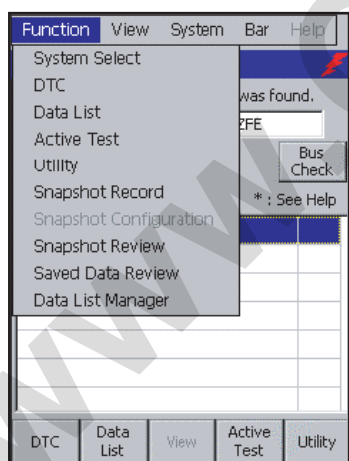 Function View System Bar Help
System Select
DTC
Data List
Active Test
Utility
Snapshot Record
Snapshot Configuration
Snapshot Review
Saved Data Review
Data List Manager
was found.
ZFE
Bus
Check
* : See Help
DTC
Data
List
View
Active
Test
Utility